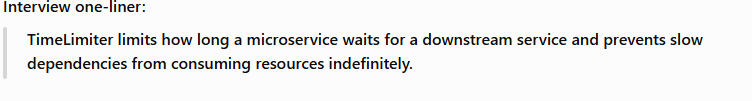 Interview one-liner:
TimeLimiter limits how long a microservice waits for a downstream service and prevents slow
dependencies from consuming resources indefinitely.